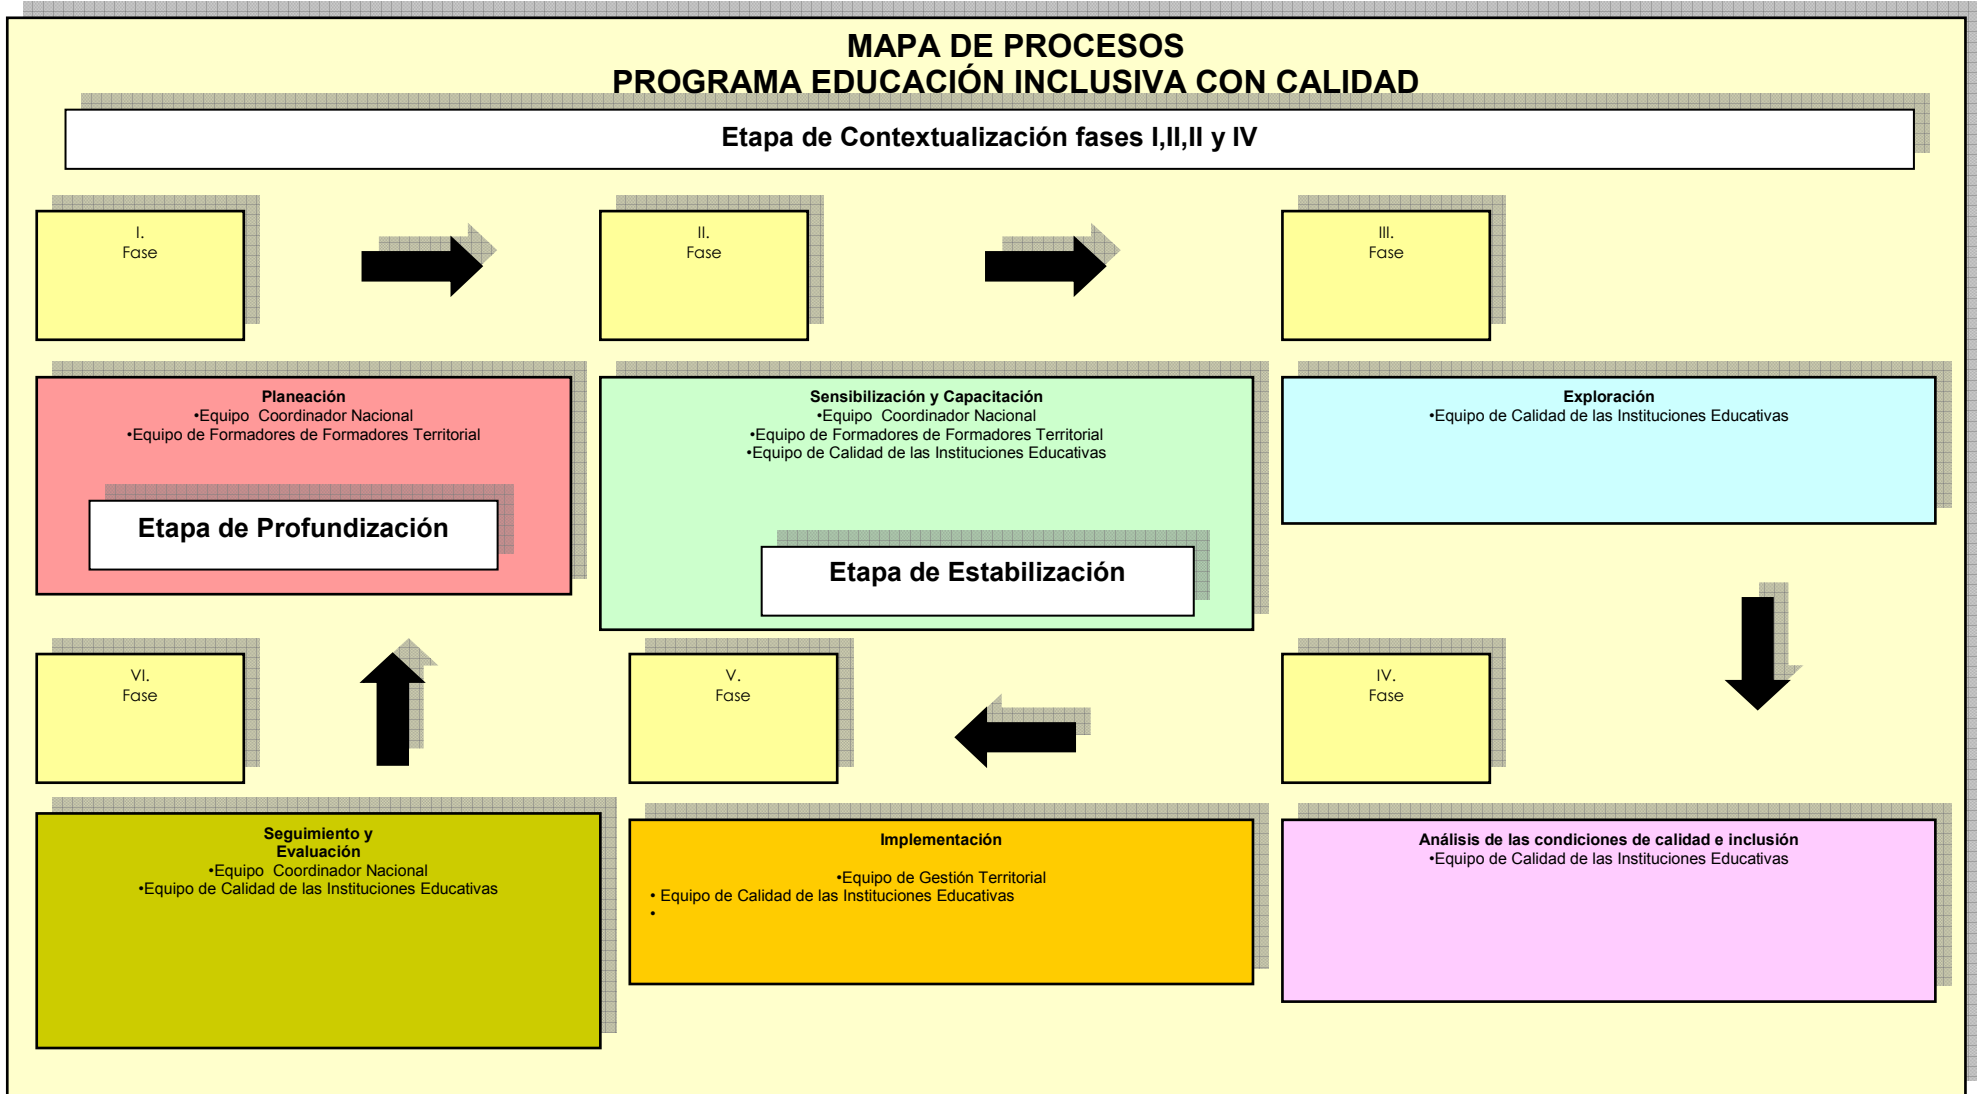 MAPA DE PROCESOS
PROGRAMA EDUCACIÓN INCLUSIVA CON CALIDAD
Etapa de Contextualización fases I,II,II y IV
I.
Fase
II.
Fase
III.
Fase
Planeación
•Equipo Coordinador Nacional
•Equipo de Formadores de Formadores Territorial
Etapa de Profundización
Sensibilización y Capacitación
•Equipo Coordinador Nacional
•Equipo de Formadores de Formadores Territorial
•Equipo de Calidad de las Instituciones Educativas
Etapa de Estabilización
Exploración
•Equipo de Calidad de las Instituciones Educativas
VI.
Fase
V.
Fase
IV.
Fase
Seguimiento y
Evaluación
•Equipo Coordinador Nacional
•Equipo de Calidad de las Instituciones Educativas
Implementación
•Equipo de Gestión Territorial
• Equipo de Calidad de las Instituciones Educativas
•
Análisis de las condiciones de calidad e inclusión
•Equipo de Calidad de las Instituciones Educativas